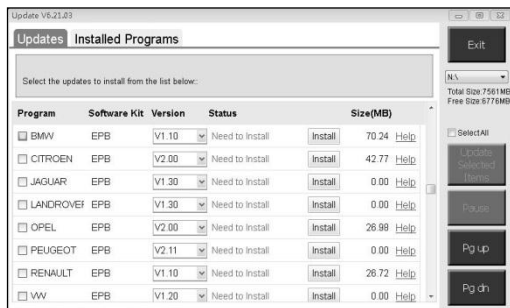 Update V6.21.03
Updates Installed Programs
Exit
Select the updates to install from the list below::
N:\
Total Size:7561MB
Free Size:6776MB
Program Software Kit Version Status Size(MB)
SelectAll
BMW EPB V1.10 Need to Install Install 70.24 Help
CITROEN EPB V2.00 Need to Install Install 42.77 Help
JAGUAR EPB V1.30 Need to Install Install 0.00 Help
LANDROVER EPB V1.30 Need to Install Install 0.00 Help
OPEL EPB V2.00 Need to Install Install 26.98 Help
PEUGEOT EPB V2.11 Need to Install Install 0.00 Help
RENAULT EPB V1.10 Need to Install Install 26.72 Help
VW EPB V1.20 Need to Install Install 0.00 Help
Update
Selected
Items
Pause
Pg up
Pg dn